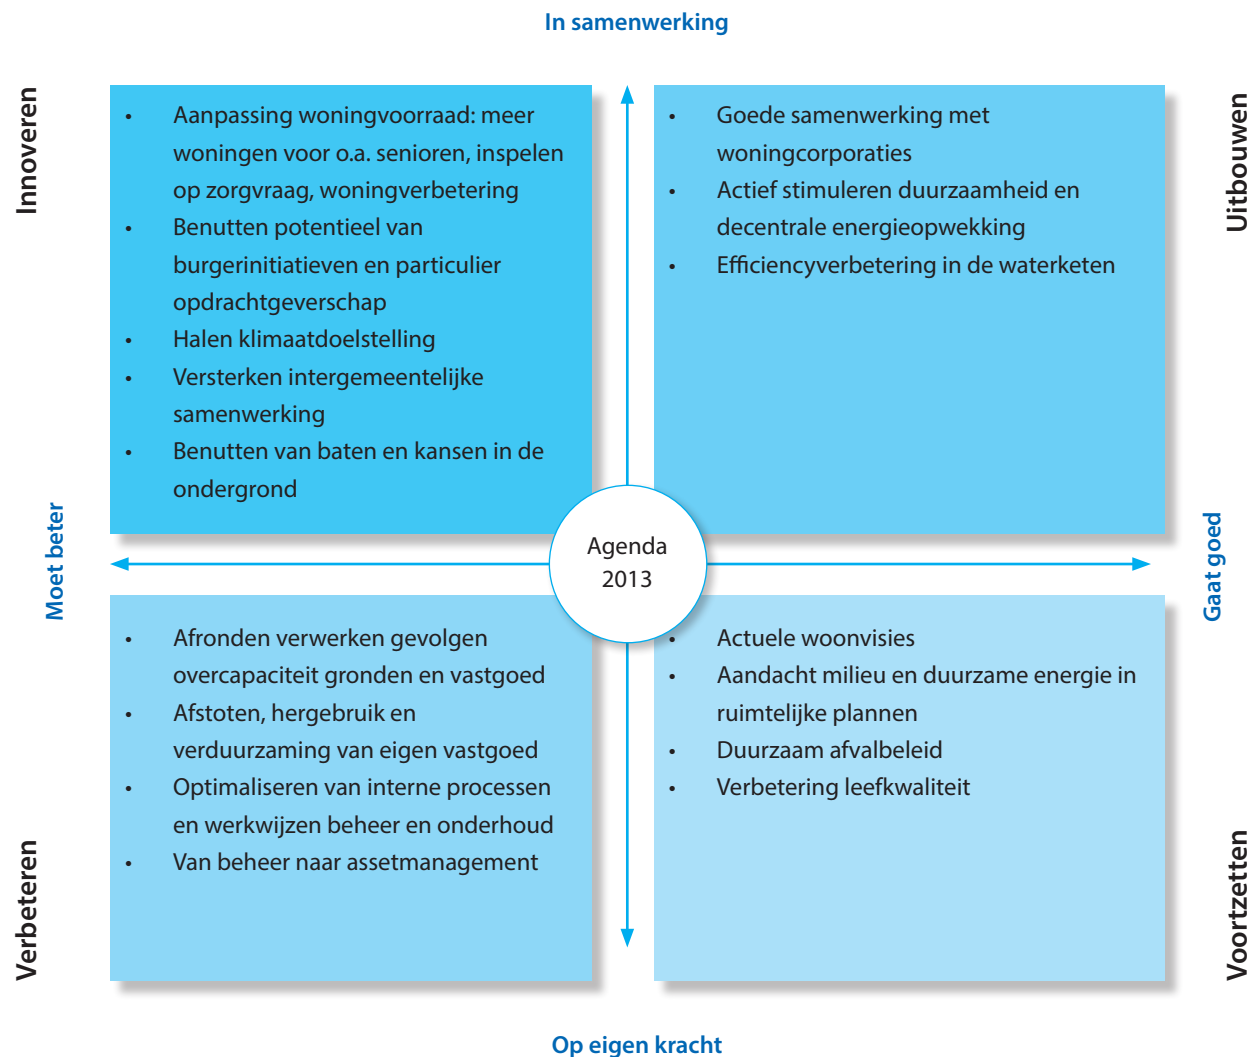 In samenwerking
Innoveren
• Aanpassing woningvoorraad: meer
woningen voor o.a. senioren, inspelen
op zorgvraag, woningverbetering
• Benutten potentieel van
burgerinitiatieven en particulier
opdrachtgeverschap
• Halen klimaatdoelstelling
• Versterken intergemeentelijke
samenwerking
• Benutten van baten en kansen in de
ondergrond
Uitbouwen
• Goede samenwerking met
woningcorporaties
• Actief stimuleren duurzaamheid en
decentrale energieopwekking
• Efficiencyverbetering in de waterketen
Moet beter
Agenda
2013
Gaat goed
Verbeteren
• Afronden verwerken gevolgen
overcapaciteit gronden en vastgoed
• Afstoten, hergebruik en
verduurzaming van eigen vastgoed
• Optimaliseren van interne processen
en werkwijzen beheer en onderhoud
• Van beheer naar assetmanagement
Voortzetten
• Actuele woonvisies
• Aandacht milieu en duurzame energie in
ruimtelijke plannen
• Duurzaam afvalbeleid
• Verbetering leefkwaliteit
Op eigen kracht